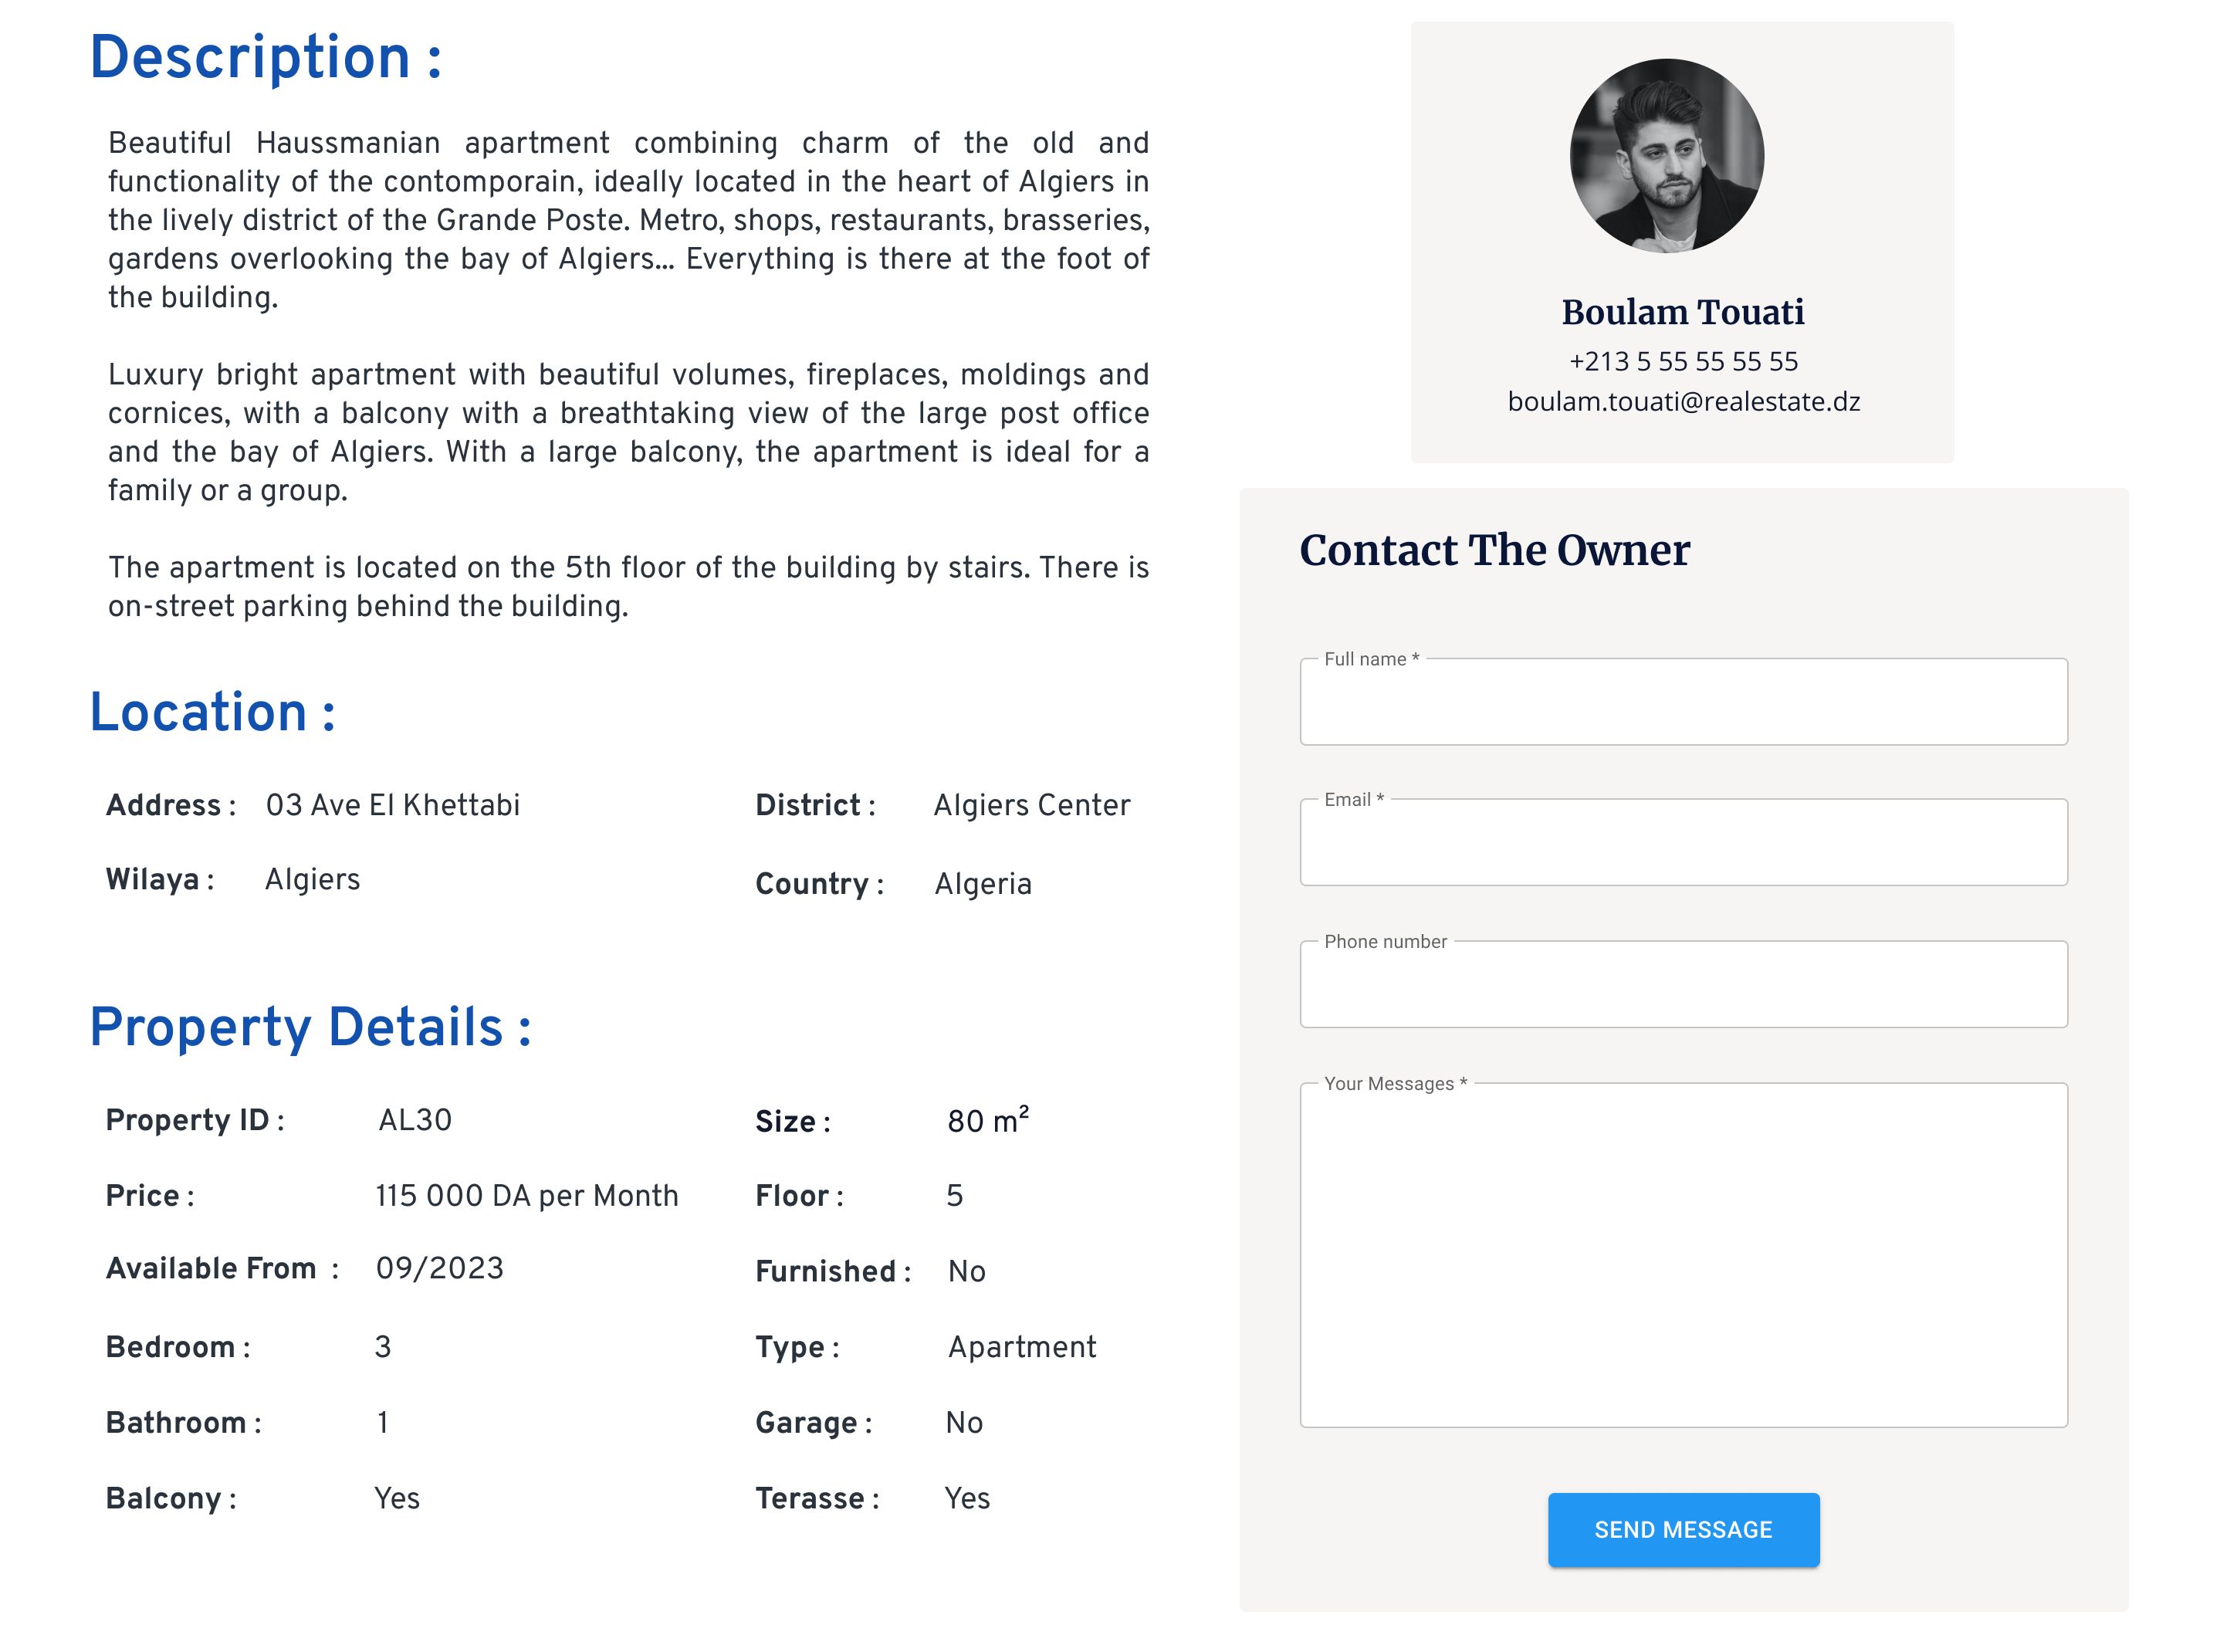 Description :
Beautiful Haussmanian apartment combining charm of the old and
functionality of the contomporain, ideally located in the heart of Algiers in
the lively district of the Grande Poste. Metro, shops, restaurants, brasseries,
gardens overlooking the bay of Algiers... Everything is there at the foot of
the building.
Luxury bright apartment with beautiful volumes, fireplaces, moldings and
cornices, with a balcony with a breathtaking view of the large post office
and the bay of Algiers. With a large balcony, the apartment is ideal for a
family or a group.
The apartment is located on the 5th floor of the building by stairs. There is
on-street parking behind the building.
Location :
Address : 03 Ave El Khettabi District : Algiers Center
Wilaya : Algiers Country : Algeria
Property Details :
Property ID : AL30 Size : 80 m²
Price : 115 000 DA per Month Floor : 5
Available From : 09/2023 Furnished : No
Bedroom : 3 Type : Apartment
Bathroom : 1 Garage : No
Balcony : Yes Terasse : Yes
Boulam Touati
+213 5 55 55 55 55
boulam.touati@realestate.dz
Contact The Owner
Full name *
Email *
Phone number
Your Messages *
SEND MESSAGE